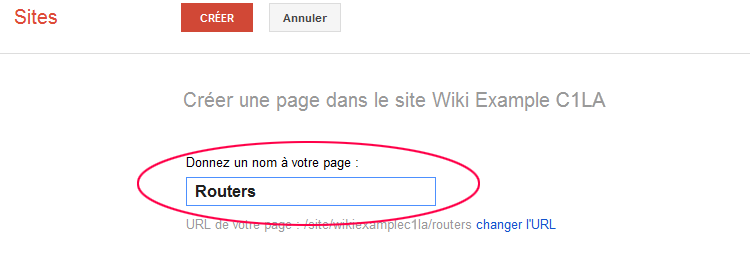 Sites CRÉER Annuler
Créer une page dans le site Wiki Example C1LA
Donnez un nom à votre page :
Routers
URL de votre page : /site/wikiexamplec1la/routers changer l'URL